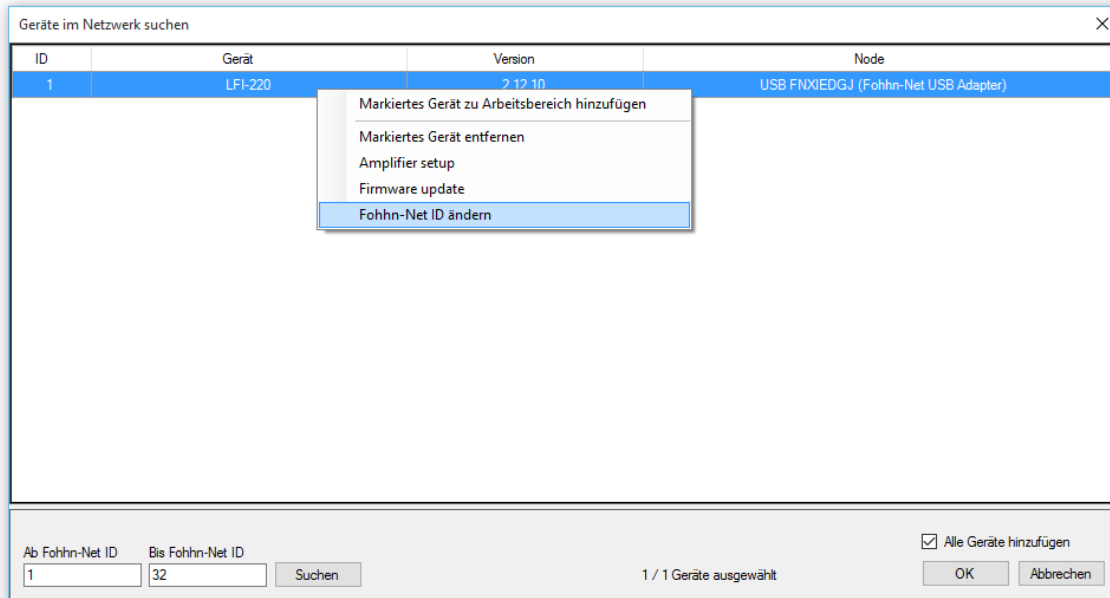 Geräte im Netzwerk suchen
ID Gerät Version Node
1 LFI-220 2.12.10 USB FNXIEDGJ (Fohhn-Net USB Adapter)
Markiertes Gerät zu Arbeitsbereich hinzufügen
Markiertes Gerät entfernen
Amplifier setup
Firmware update
Fohhn-Net ID ändern
Alle Geräte hinzufügen
Ab Fohhn-Net ID Bis Fohhn-Net ID
1 32 Suchen 1 / 1 Geräte ausgewählt OK Abbrechen